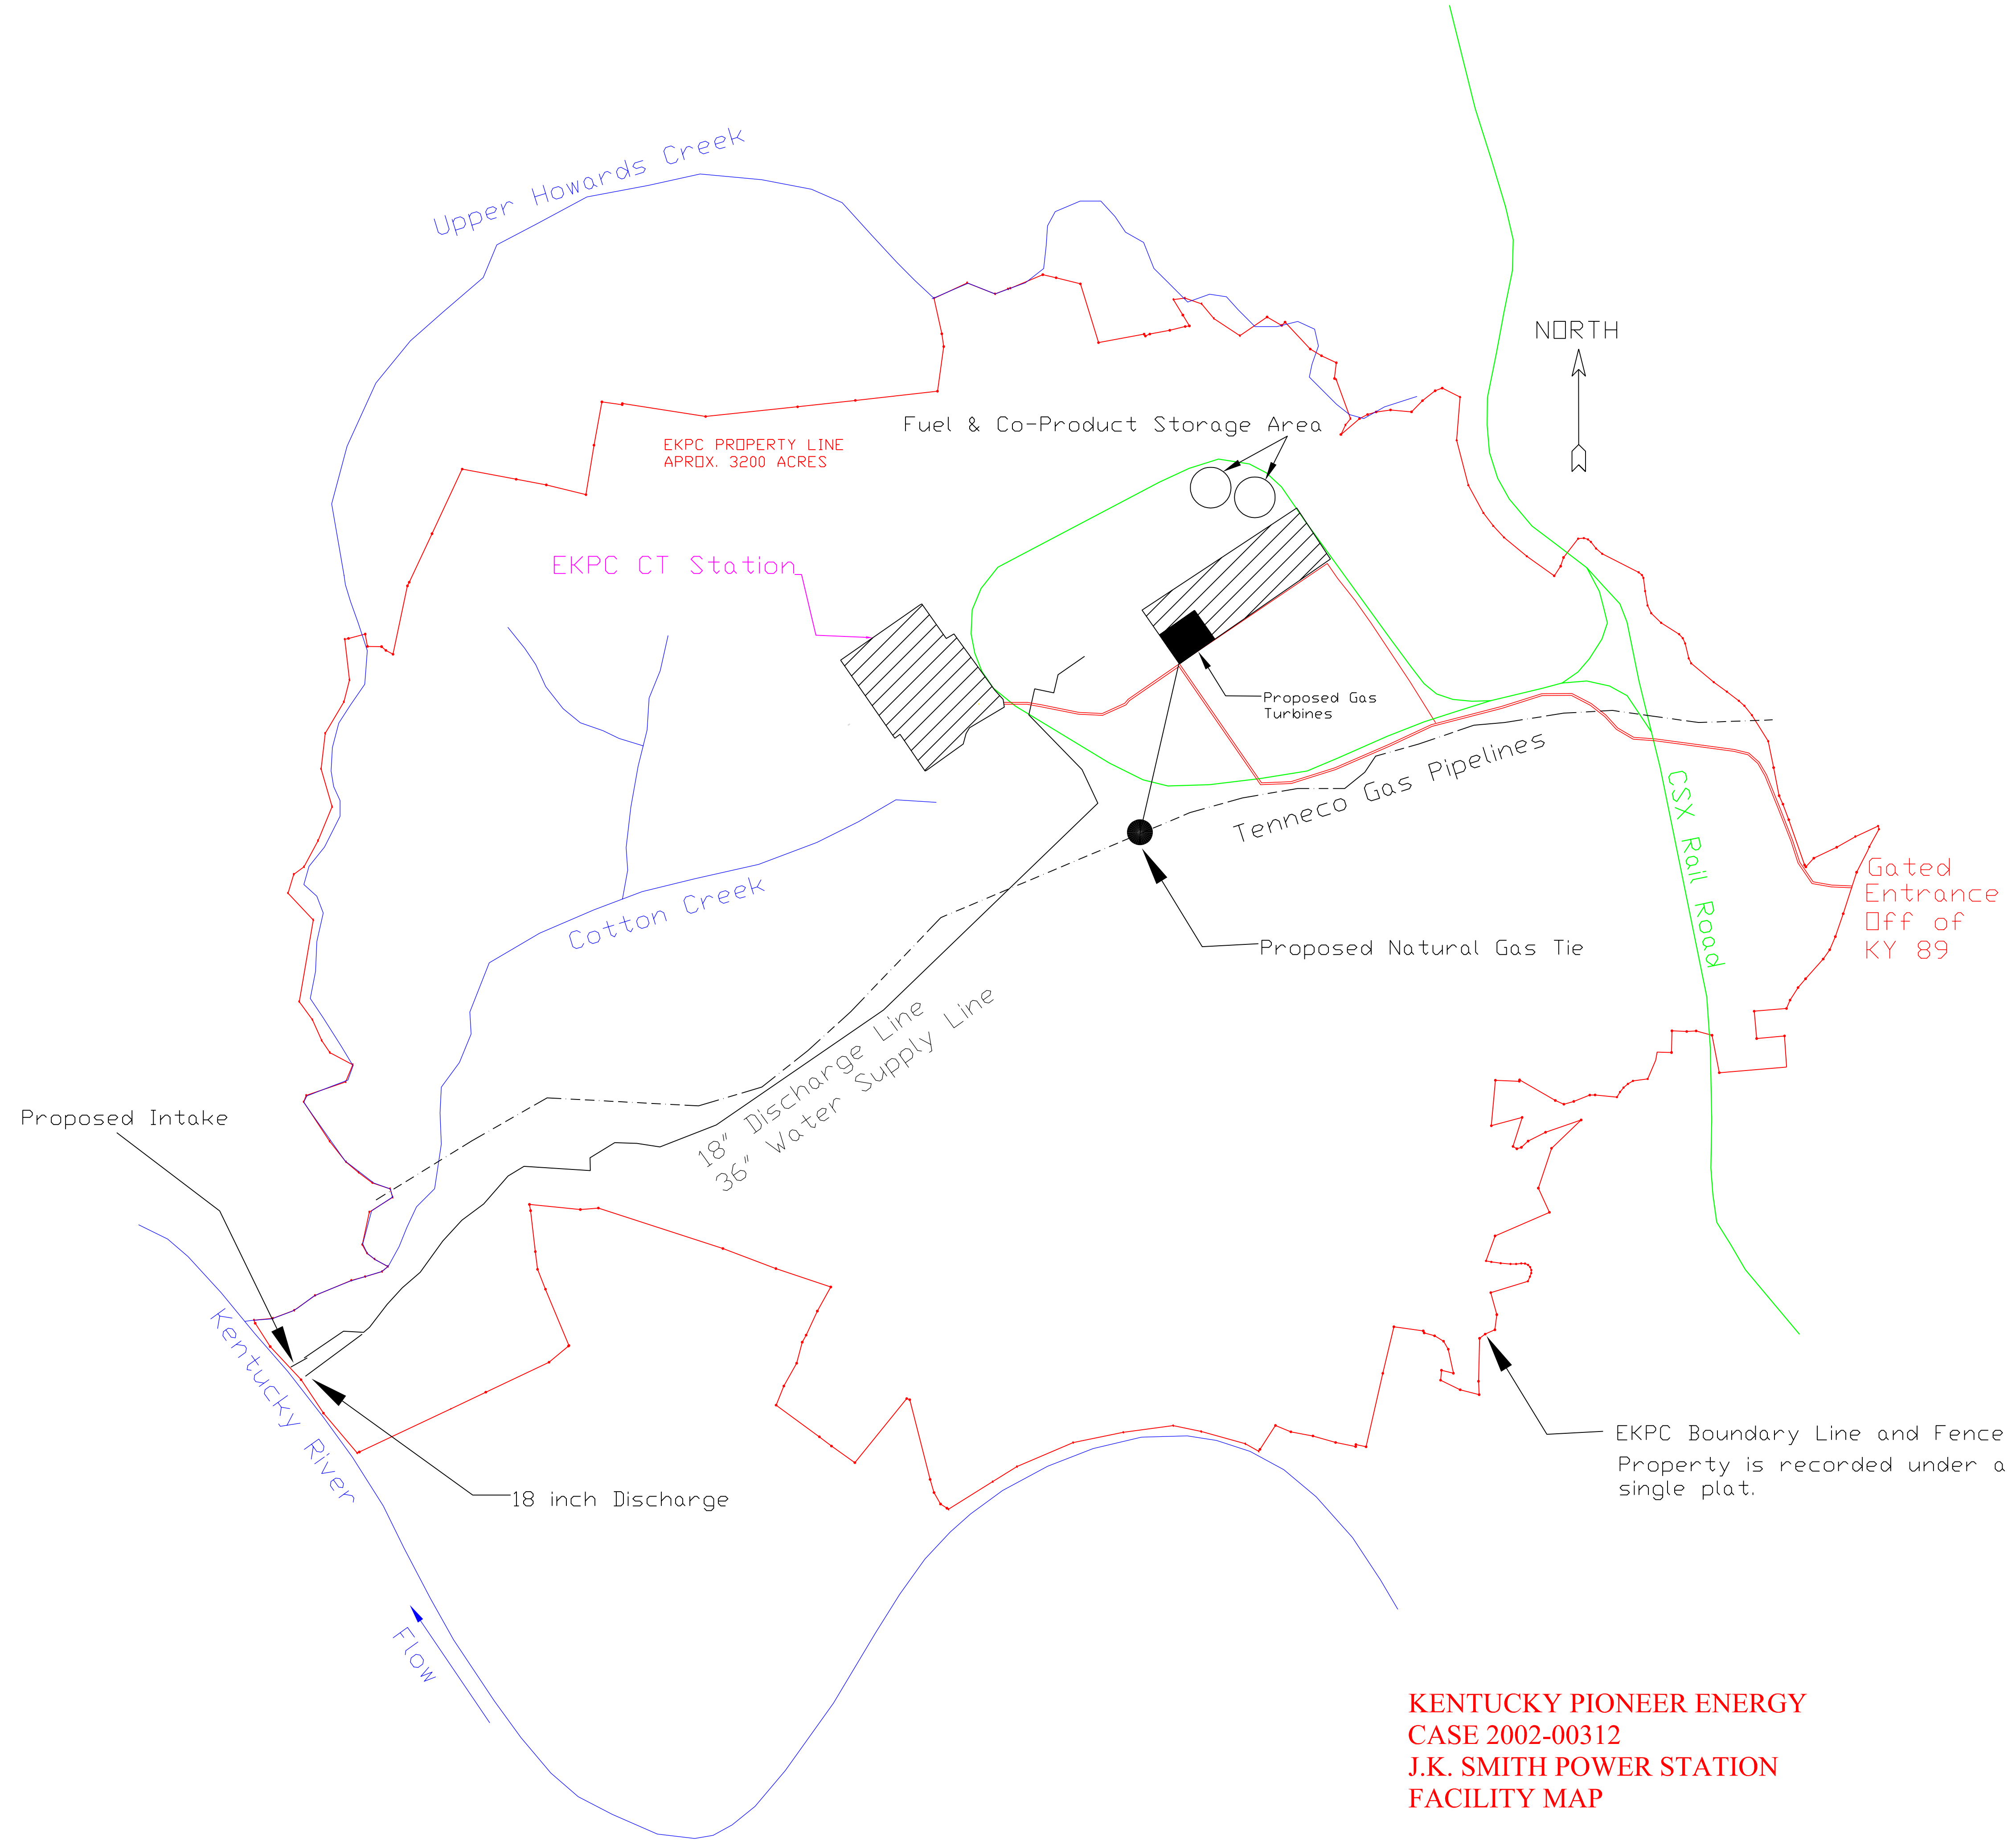 Upper Howards Creek
NORTH
Fuel & Co-Product Storage Area
EKPC PROPERTY LINE
APROX. 3200 ACRES
EKPC CT Station
Proposed Gas
Turbines
Tenneco Gas Pipelines
CSX Rail Road
Gated
Entrance
Off of
KY 89
Cotton Creek
Proposed Natural Gas Tie
18" Discharge Line
36" Water Supply Line
Proposed Intake
Kentucky River
18 inch Discharge
EKPC Boundary Line and Fence
Property is recorded under a
single plat.
Flow
KENTUCKY PIONEER ENERGY
CASE 2002-00312
J.K. SMITH POWER STATION
FACILITY MAP